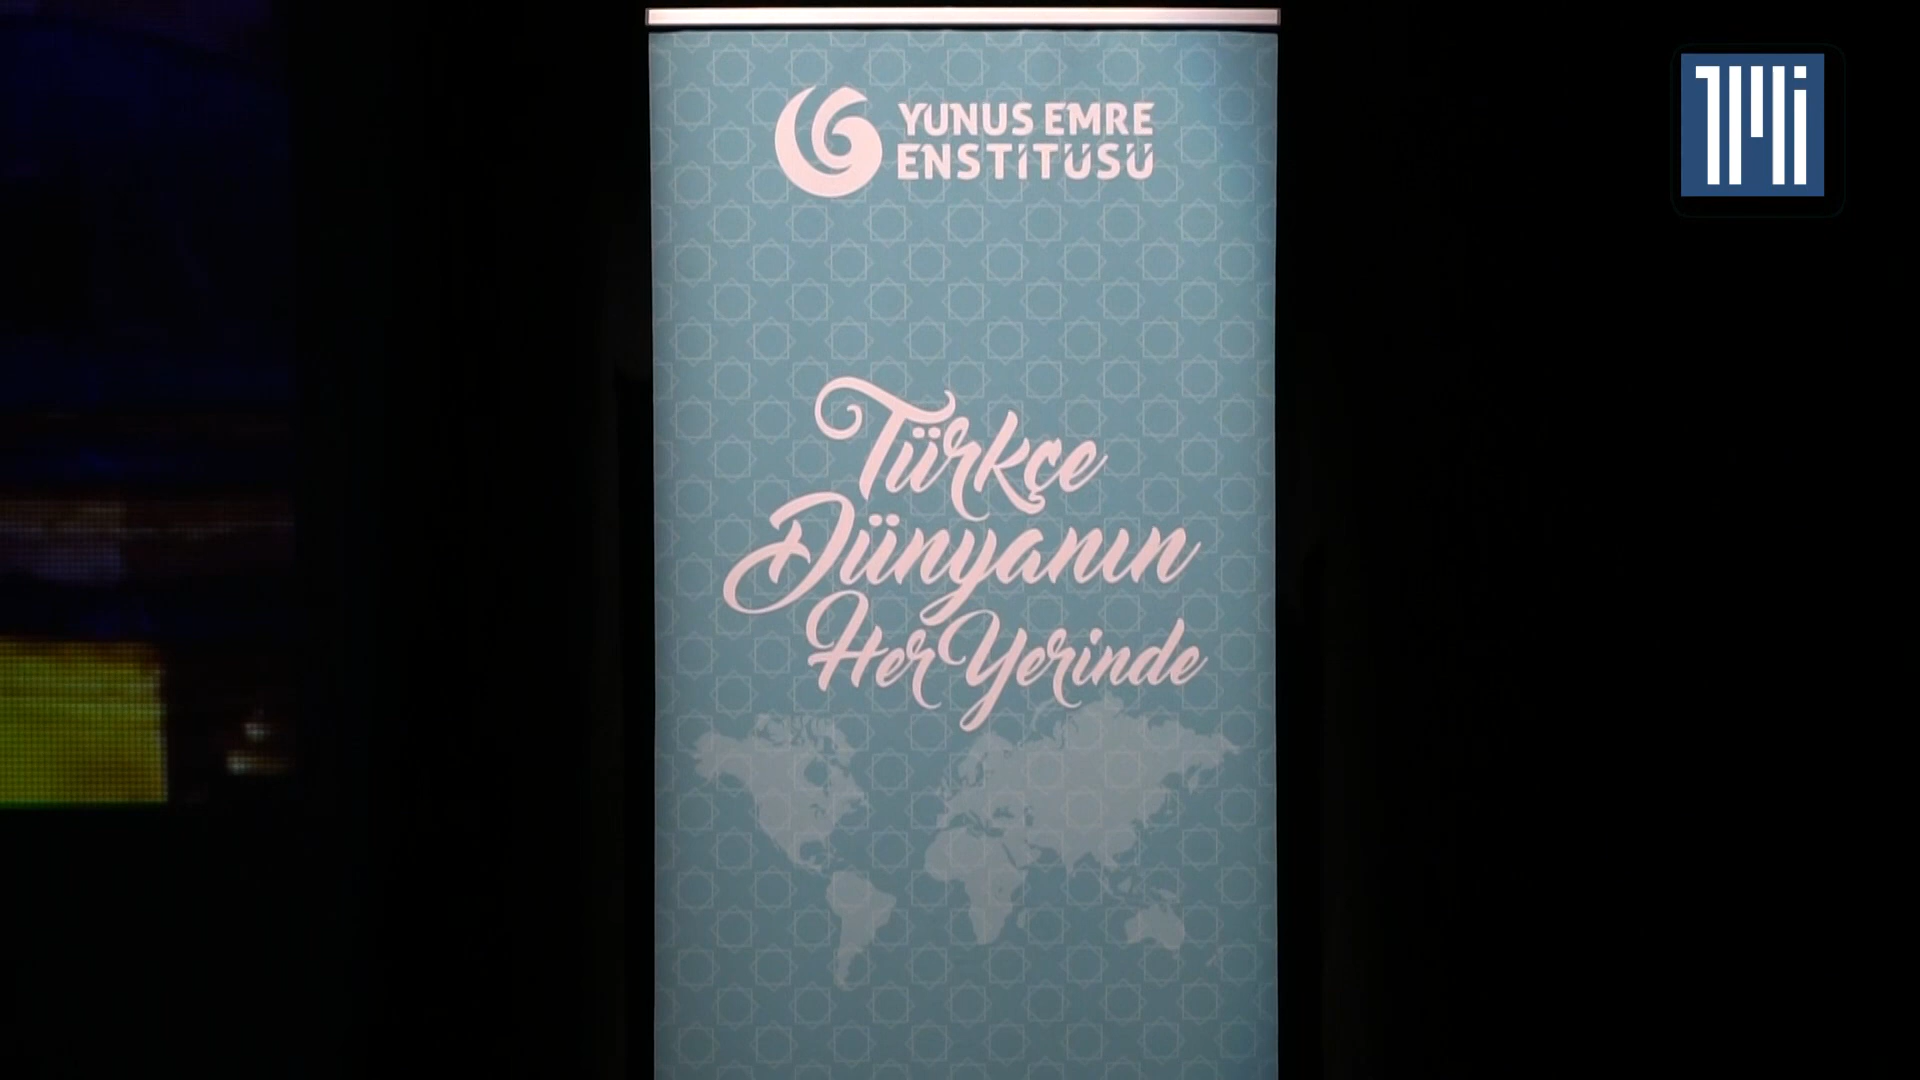 YUNUS EMRE
ENSTİTÜSÜ
Türkçe
Dünyanın
Her Yerinde